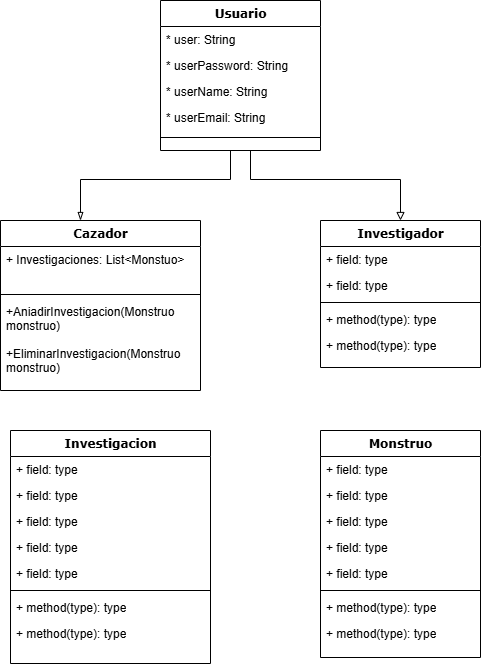 Usuario
* user: String
* userPassword: String
* userName: String
* userEmail: String
Cazador
+ Investigaciones: List<Monstuo>
+AniadirInvestigacion(Monstruo
monstruo)
+EliminarInvestigacion(Monstruo
monstruo)
Investigador
+ field: type
+ field: type
+ method(type): type
+ method(type): type
Investigacion
+ field: type
+ field: type
+ field: type
+ field: type
+ field: type
+ method(type): type
+ method(type): type
Monstruo
+ field: type
+ field: type
+ field: type
+ field: type
+ field: type
+ method(type): type
+ method(type): type